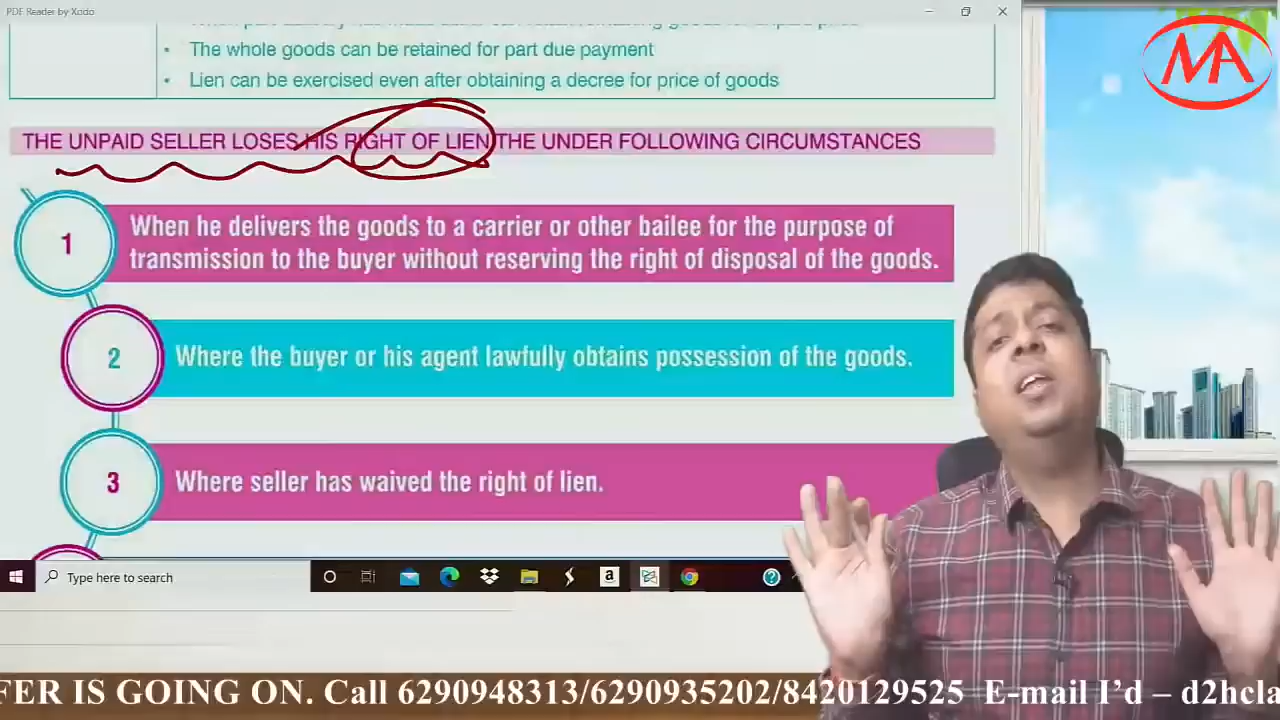 PDF Reader by Xodo
MA
• The whole goods can be retained for part due payment
• Lien can be exercised even after obtaining a decree for price of goods
THE UNPAID SELLER LOSES HIS RIGHT OF LIEN THE UNDER FOLLOWING CIRCUMSTANCES
1
When he delivers the goods to a carrier or other bailee for the purpose of
transmission to the buyer without reserving the right of disposal of the goods.
2
Where the buyer or his agent lawfully obtains possession of the goods.
3
Where seller has waived the right of lien.
Type here to search
FER IS GOING ON. Call 6290948313/6290935202/8420129525 E-mail I'd – d2hcla